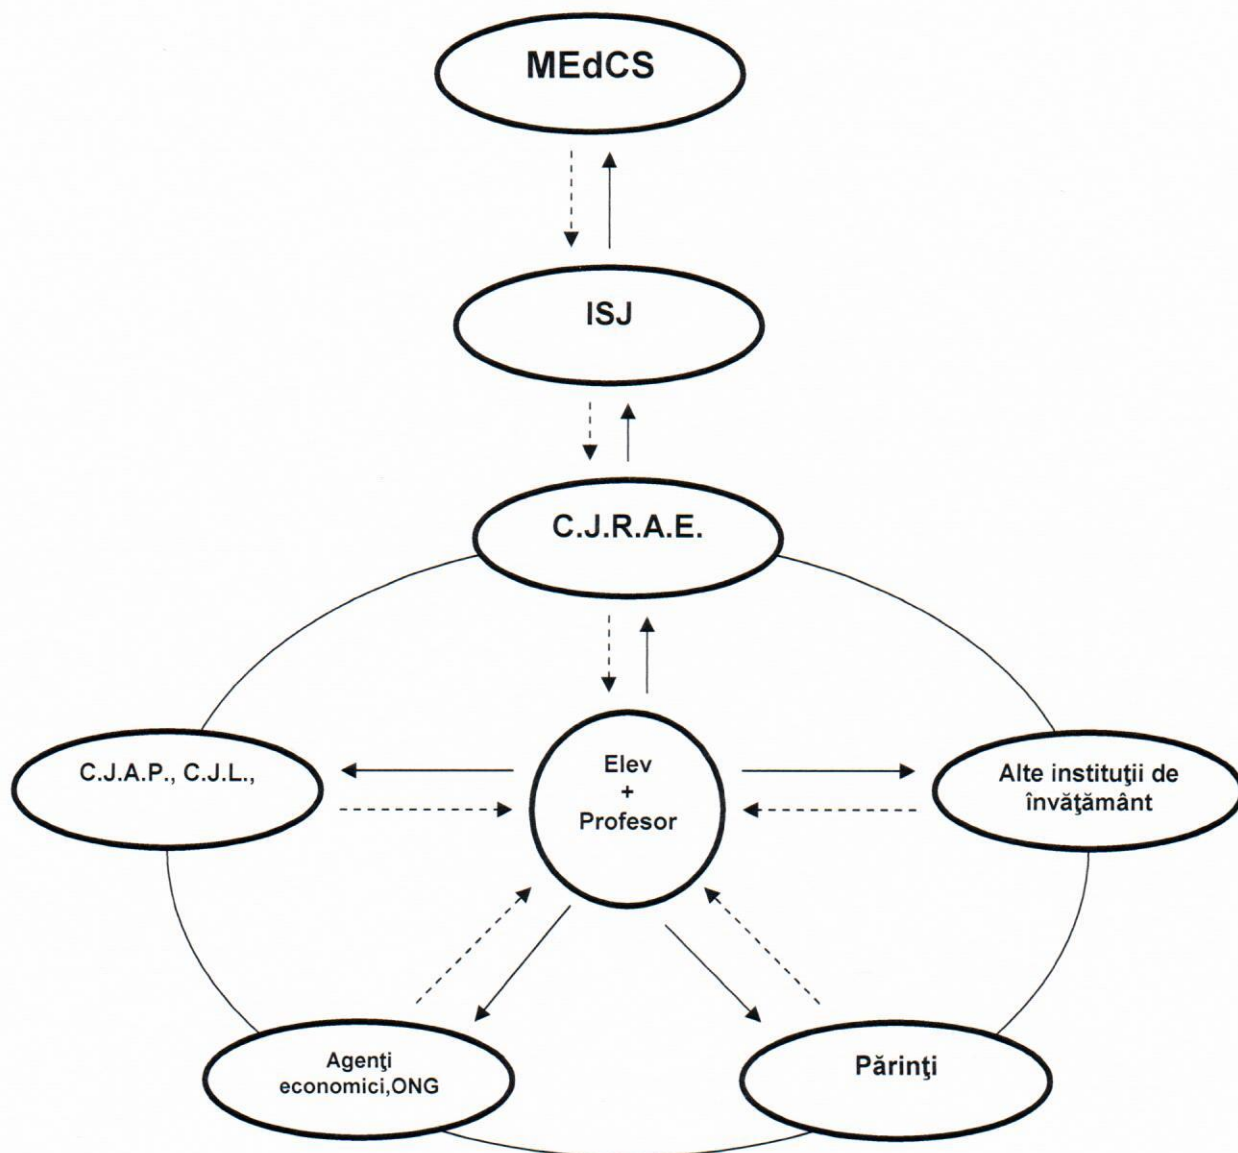 MEdCS
ISJ
C.J.R.A.E.
C.J.A.P., C.J.L.,
Elev
+
Profesor
Alte instituţii de
învăţământ
Agenţi
economici,ONG
Părinţi